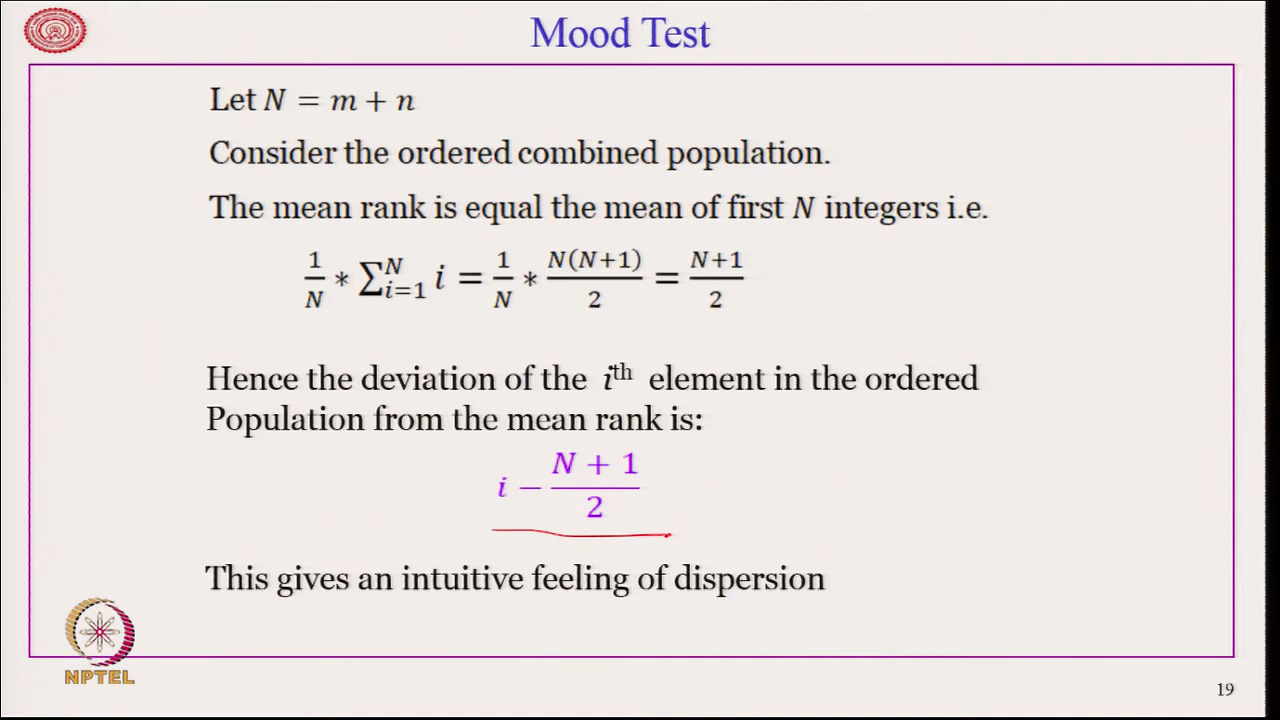 Mood Test
Let N = m + n
Consider the ordered combined population.
The mean rank is equal the mean of first N integers i.e.
1/N * ∑_{i=1}^{N} i = 1/N * N(N+1)/2 = N+1/2
Hence the deviation of the i^th element in the ordered
Population from the mean rank is:
i − N + 1/2
This gives an intuitive feeling of dispersion
NPTEL
19